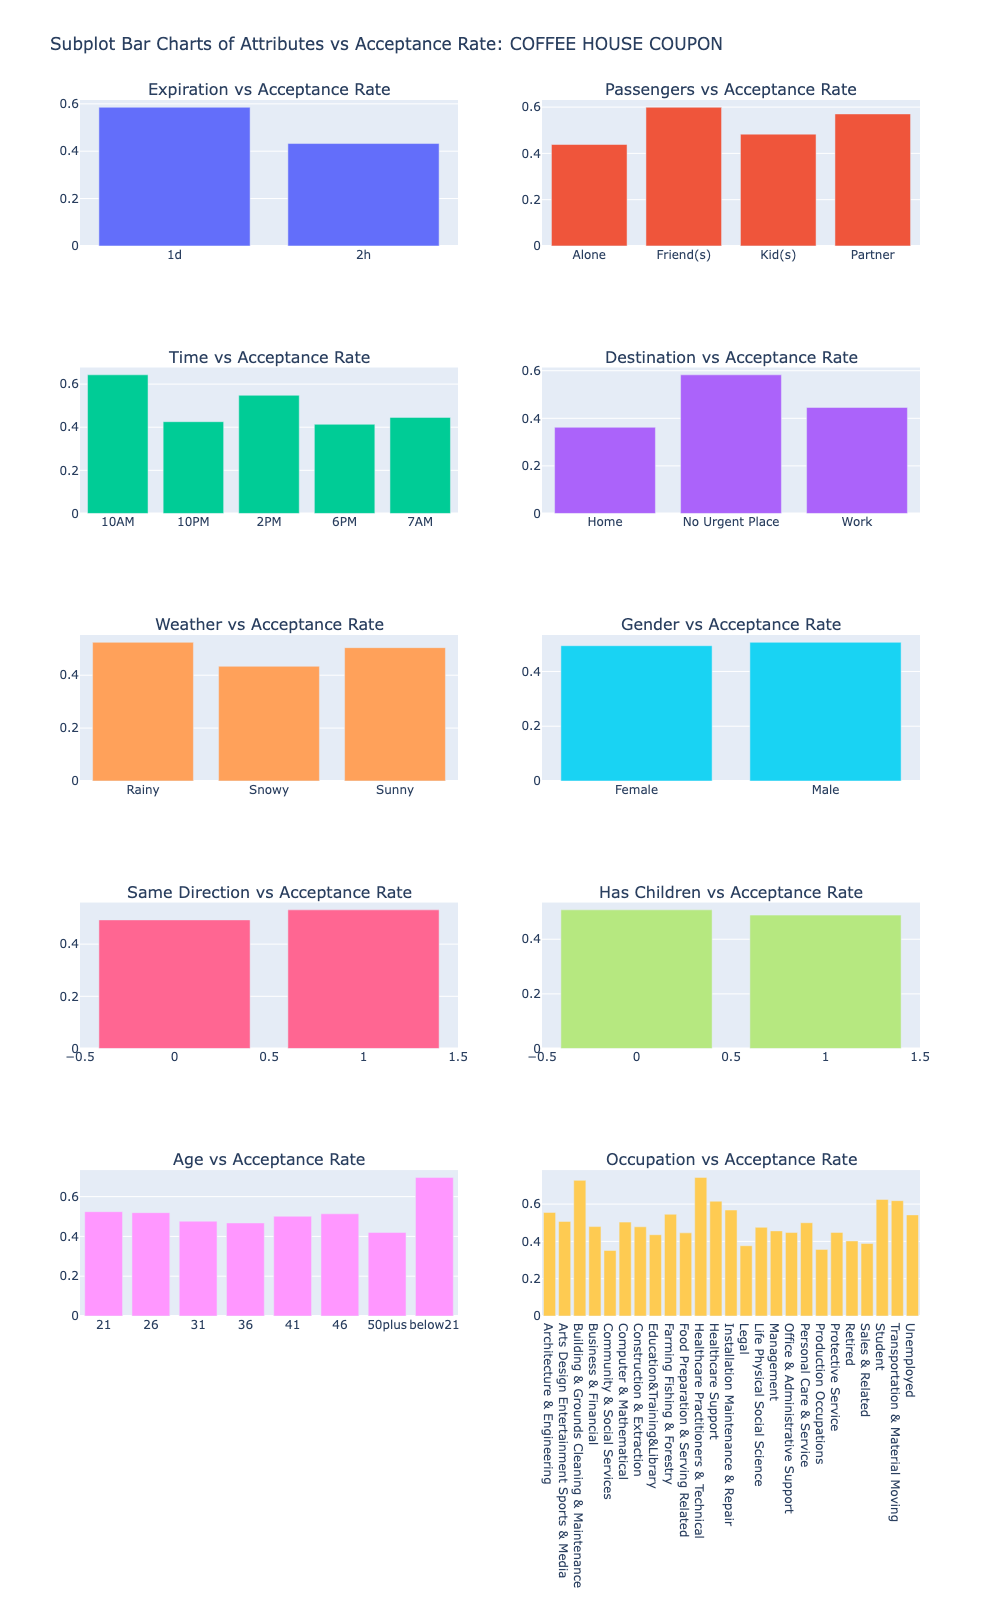 Subplot Bar Charts of Attributes vs Acceptance Rate: COFFEE HOUSE COUPON
Expiration vs Acceptance Rate
0.6
0.4
0.2
0
1d
2h
Passengers vs Acceptance Rate
0.6
0.4
0.2
0
Alone
Friend(s)
Kid(s)
Partner
Time vs Acceptance Rate
0.6
0.4
0.2
0
10AM
10PM
2PM
6PM
7AM
Destination vs Acceptance Rate
0.6
0.4
0.2
0
Home
No Urgent Place
Work
Weather vs Acceptance Rate
0.4
0.2
0
Rainy
Snowy
Sunny
Gender vs Acceptance Rate
0.4
0.2
0
Female
Male
Same Direction vs Acceptance Rate
0.4
0.2
0
−0.5
0
0.5
1
1.5
Has Children vs Acceptance Rate
0.4
0.2
0
−0.5
0
0.5
1
1.5
Age vs Acceptance Rate
0.6
0.4
0.2
0
21
26
31
36
41
46
50plus
below21
Occupation vs Acceptance Rate
0.6
0.4
0.2
0
Architecture & Engineering
Arts Design Entertainment Sports & Media
Building & Grounds Cleaning & Maintenance
Business & Financial
Community & Social Services
Computer & Mathematical
Construction & Extraction
Education&Training&Library
Farming Fishing & Forestry
Food Preparation & Serving Related
Healthcare Practitioners & Technical
Healthcare Support
Installation Maintenance & Repair
Legal
Life Physical Social Science
Management
Office & Administrative Support
Personal Care & Service
Production Occupations
Protective Service
Retired
Sales & Related
Student
Transportation & Material Moving
Unemployed